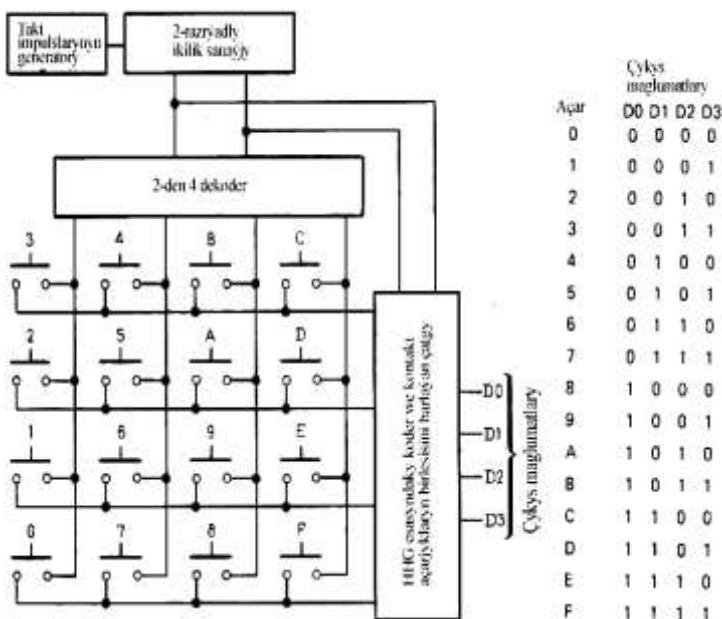 Takt
impulslarynyň
generatory
2-razrýadly
ikilik sanaýjy
2-den 4 dekoder
3 4 B C
2 5 A D
1 6 9 E
0 7 8 F
HHG esasyndaky koder we kontakt
açarjyklaryn birlesisini barlaýan çatgy
D0
D1
D2
D3
Çykys maglumatlary
Çykys
maglumatlary
Açar D0 D1 D2 D3
0 0 0 0 0
1 0 0 0 1
2 0 0 1 0
3 0 0 1 1
4 0 1 0 0
5 0 1 0 1
6 0 1 1 0
7 0 1 1 1
8 1 0 0 0
9 1 0 0 1
A 1 0 1 0
B 1 0 1 1
C 1 1 0 0
D 1 1 0 1
E 1 1 1 0
F 1 1 1 1